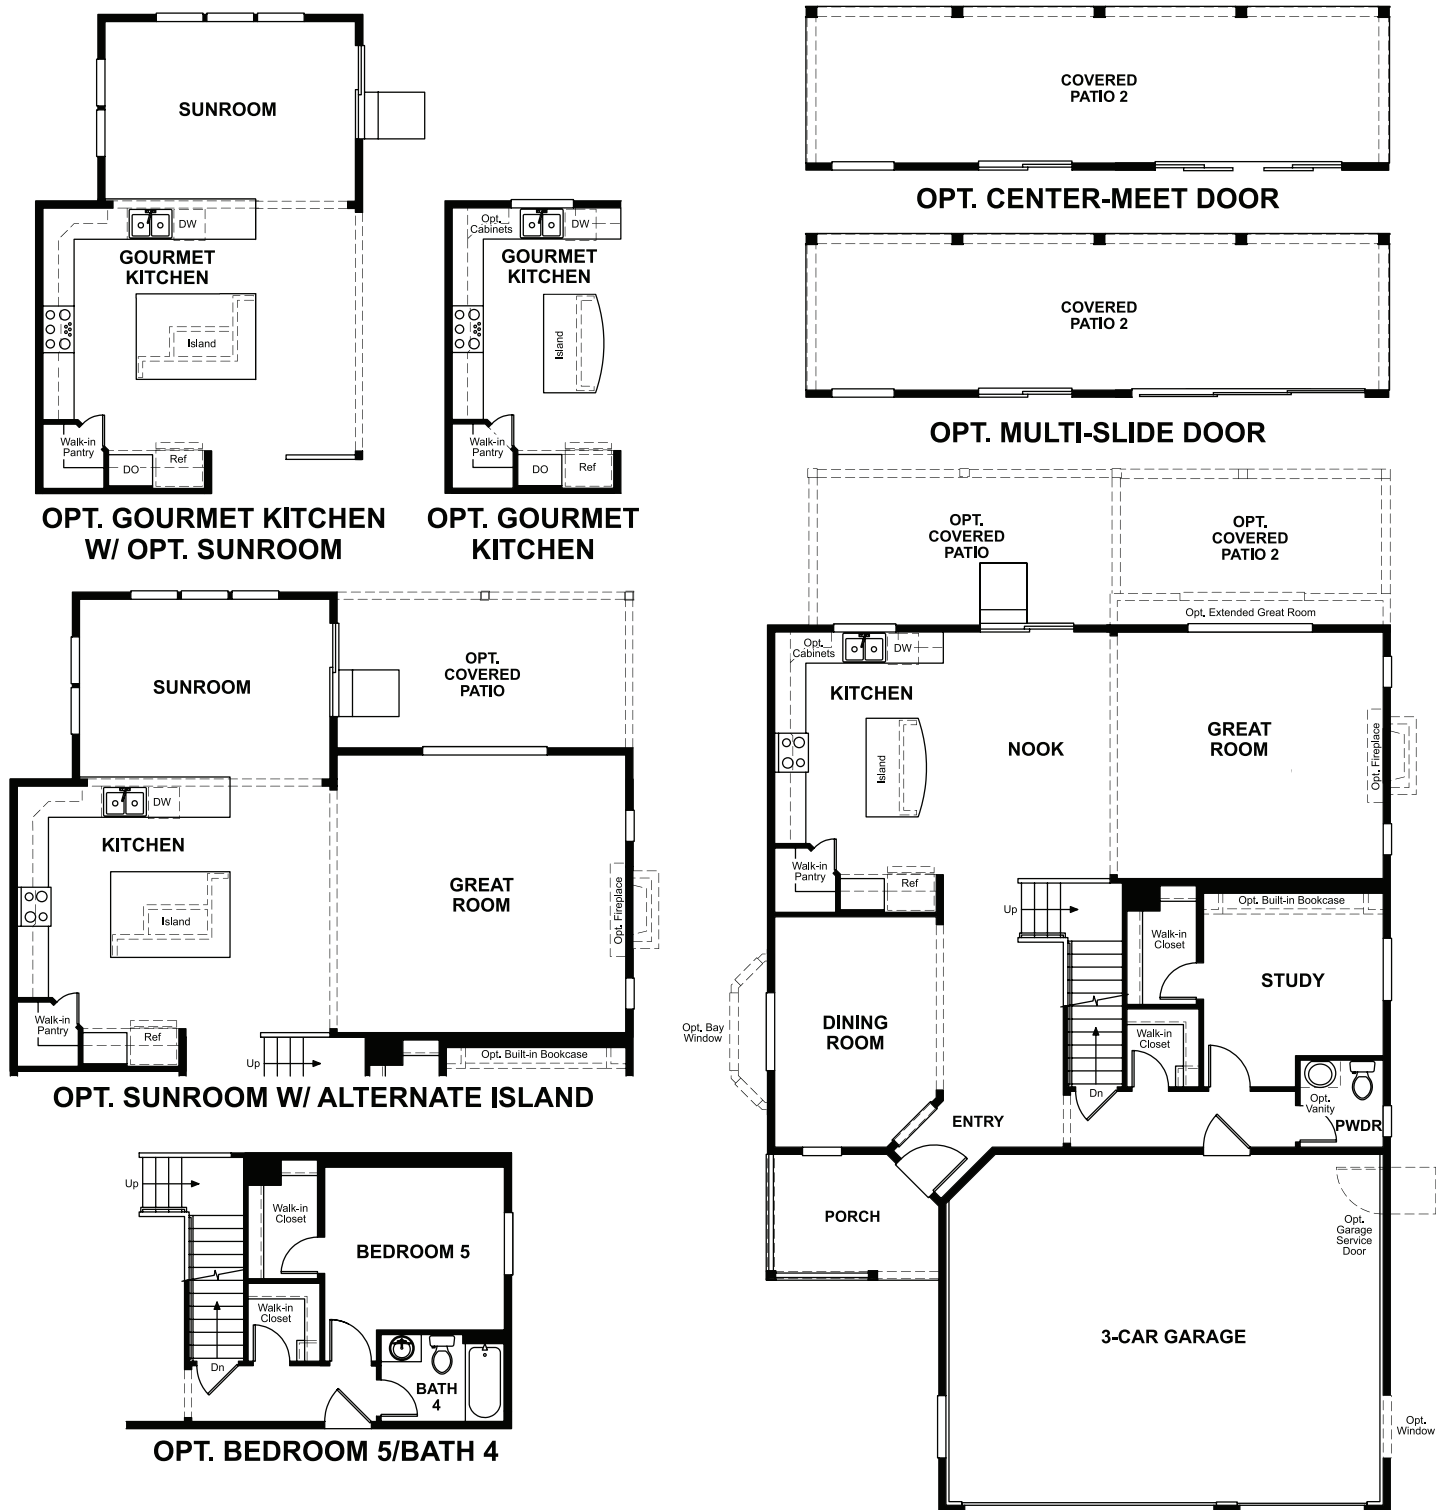 SUNROOM
DW
GOURMET
KITCHEN
Island
Walk-in
Pantry
DO
Ref
OPT. GOURMET KITCHEN
W/ OPT. SUNROOM
Opt.
Cabinets
DW
GOURMET
KITCHEN
Island
Walk-in
Pantry
DO
Ref
OPT. GOURMET
KITCHEN
COVERED
PATIO 2
OPT. CENTER-MEET DOOR
COVERED
PATIO 2
OPT. MULTI-SLIDE DOOR
SUNROOM
OPT.
COVERED
PATIO
DW
KITCHEN
Island
GREAT
ROOM
Opt. Fireplace
Walk-in
Pantry
Ref
Up
Opt. Built-in Bookcase
OPT. SUNROOM W/ ALTERNATE ISLAND
Up
Walk-in
Closet
BEDROOM 5
Walk-in
Closet
Dn
BATH
4
OPT. BEDROOM 5/BATH 4
OPT.
COVERED
PATIO
OPT.
COVERED
PATIO 2
Opt. Extended Great Room
Opt.
Cabinets
DW
KITCHEN
Island
NOOK
GREAT
ROOM
Opt. Fireplace
Walk-in
Pantry
Ref
Up
Opt. Built-in Bookcase
Walk-in
Closet
STUDY
Opt. Bay
Window
DINING
ROOM
Walk-in
Closet
Dn
Opt.
Vanity
PWDR
ENTRY
PORCH
Opt.
Garage
Service
Door
3-CAR GARAGE
Opt.
Window